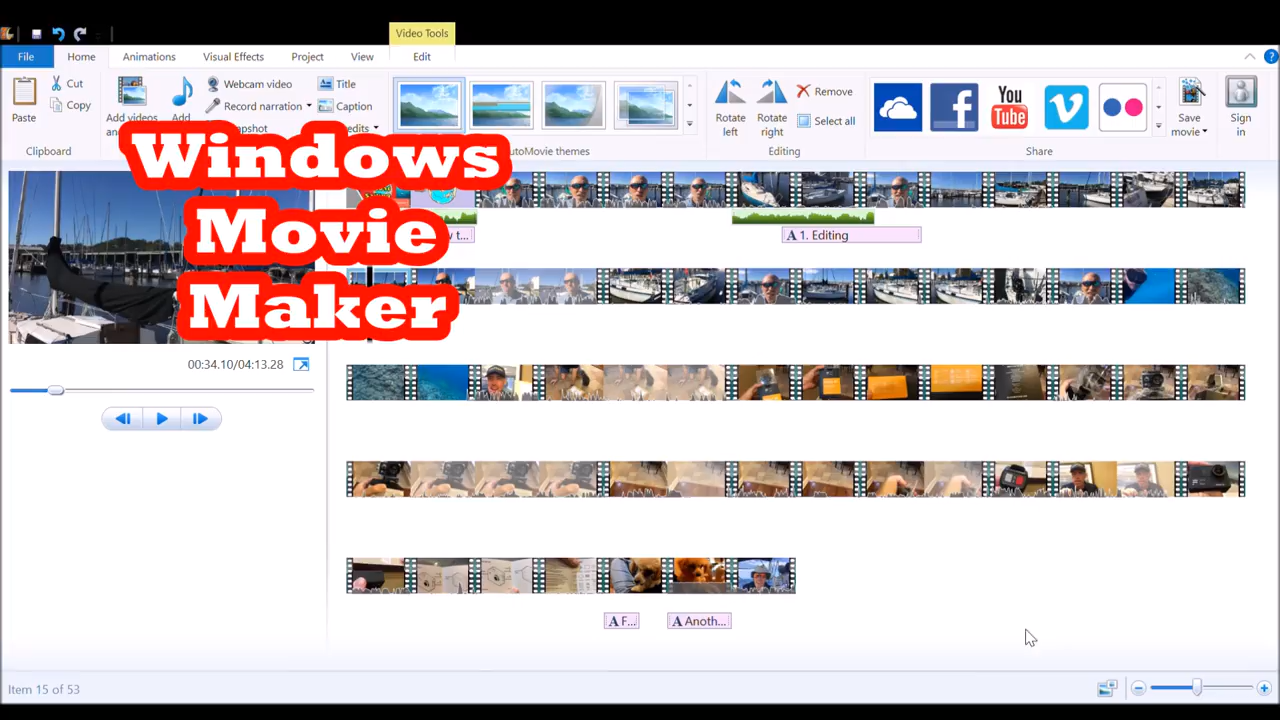 Video Tools
File Home Animations Visual Effects Project View Edit
Paste
Cut
Copy
Clipboard
Add videos
Add
Webcam video
Record narration
Title
Caption
AutoMovie themes
Rotate left
Rotate right
Remove
Select all
Editing
You
Tube
Share
Save movie
Sign in
Windows
Movie
Maker
1. Editing
00:34.10/04:13.28
F...
Anoth...
Item 15 of 53